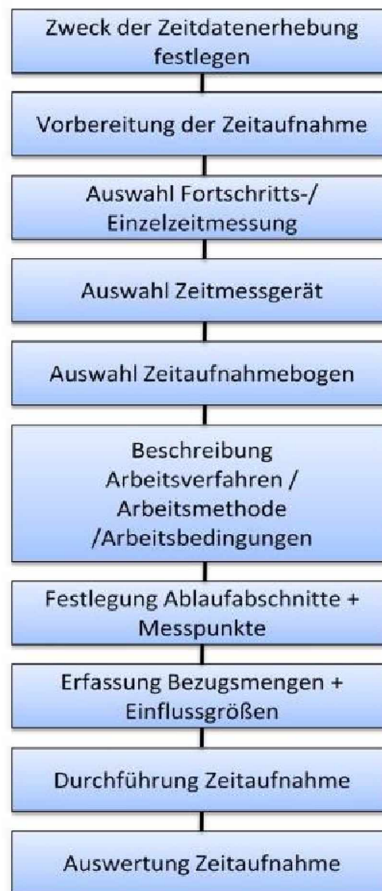 Zweck der Zeitdatenerhebung
festlegen
Vorbereitung der Zeitaufnahme
Auswahl Fortschritts-/
Einzelzeitmessung
Auswahl Zeitmessgerät
Auswahl Zeitaufnahmebogen
Beschreibung
Arbeitsverfahren /
Arbeitsmethode
/Arbeitsbedingungen
Festlegung Ablaufabschnitte +
Messpunkte
Erfassung Bezugsmengen +
Einflussgrößen
Durchführung Zeitaufnahme
Auswertung Zeitaufnahme